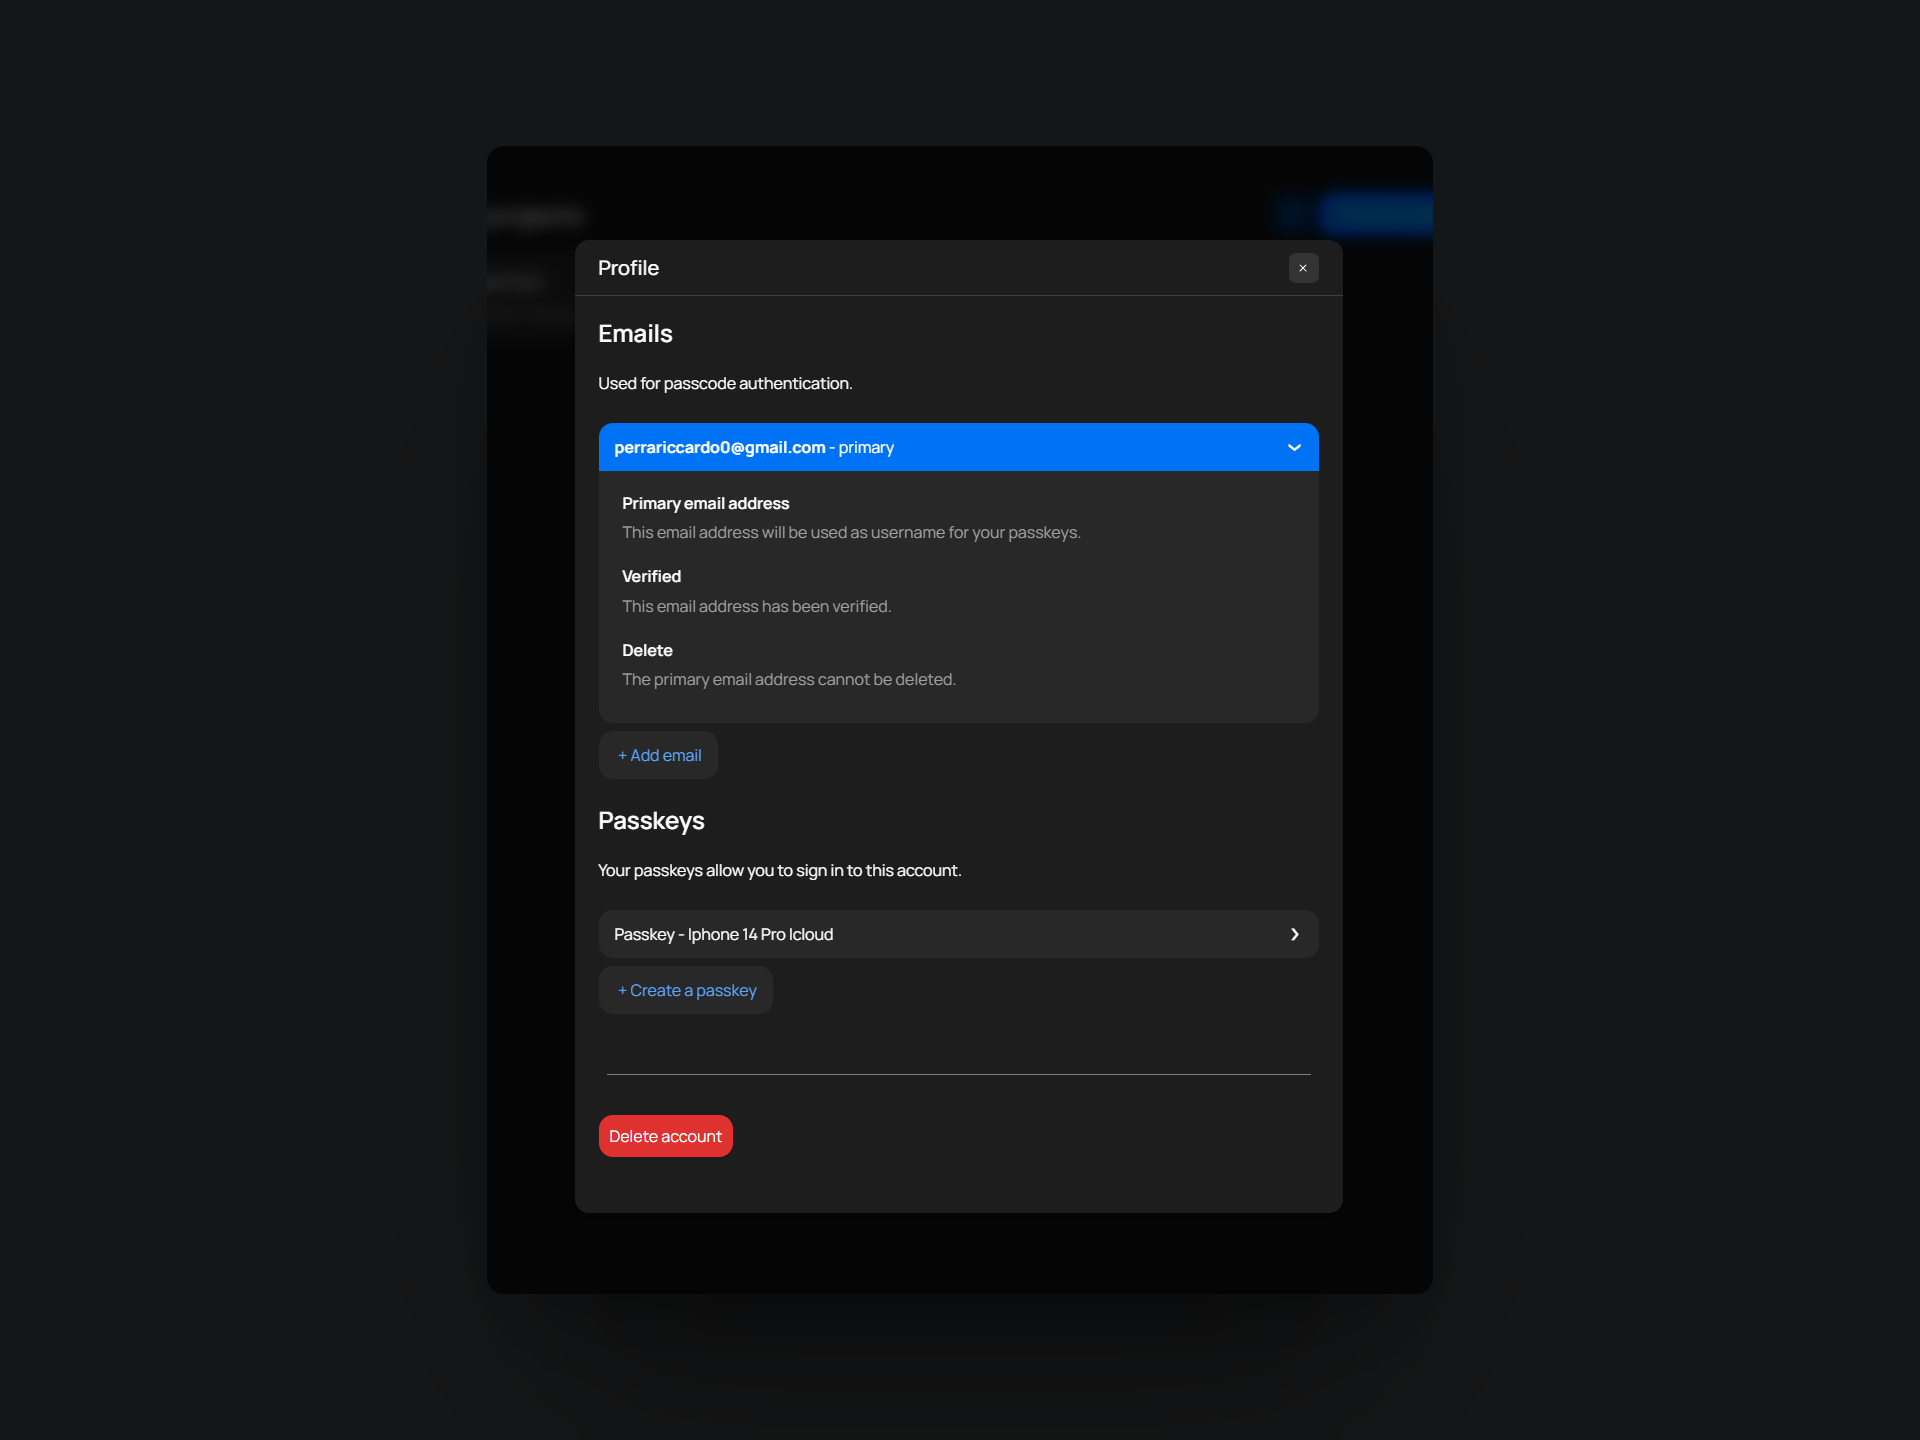 Profile
Emails
Used for passcode authentication.
perrariccardo0@gmail.com - primary
Primary email address
This email address will be used as username for your passkeys.
Verified
This email address has been verified.
Delete
The primary email address cannot be deleted.
+ Add email
Passkeys
Your passkeys allow you to sign in to this account.
Passkey - Iphone 14 Pro Icloud
+ Create a passkey
Delete account